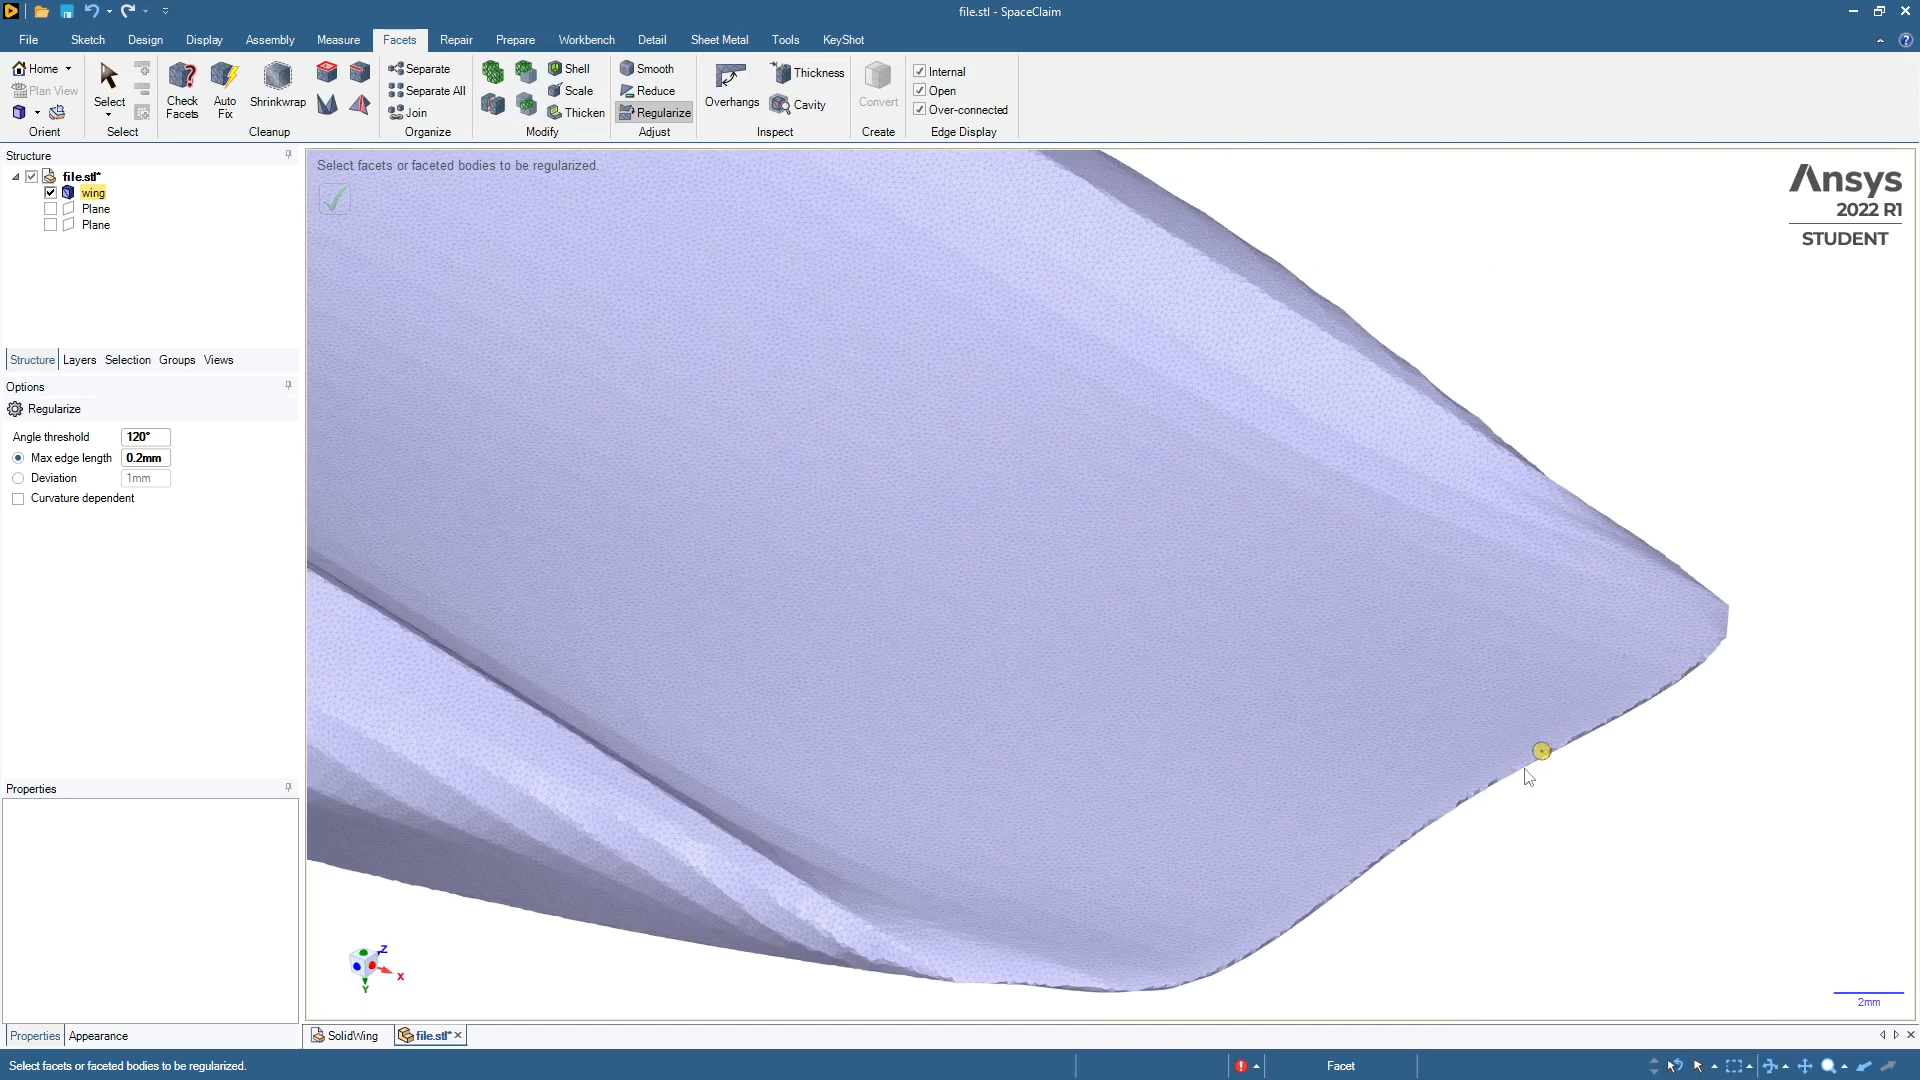 file.stl - SpaceClaim
File Sketch Design Display Assembly Measure Facets Repair Prepare Workbench Detail Sheet Metal Tools KeyShot
Home
Plan View
Orient
Select
Select
Check Facets
Auto Fix
Shrinkwrap
Cleanup
Separate
Separate All
Join
Organize
Shell
Scale
Thicken
Modify
Smooth
Reduce
Regularize
Adjust
Overhangs
Thickness
Cavity
Inspect
Convert
Create
Internal
Open
Over-connected
Edge Display
Structure
file.stl*
wing
Plane
Plane
Structure Layers Selection Groups Views
Options
Regularize
Angle threshold 120°
Max edge length 0.2mm
Deviation 1mm
Curvature dependent
Properties
Properties Appearance
Select facets or faceted bodies to be regularized.
Ansys
2022 R1
STUDENT
Z
X
Y
2mm
SolidWing file.stl*
Select facets or faceted bodies to be regularized.
Facet